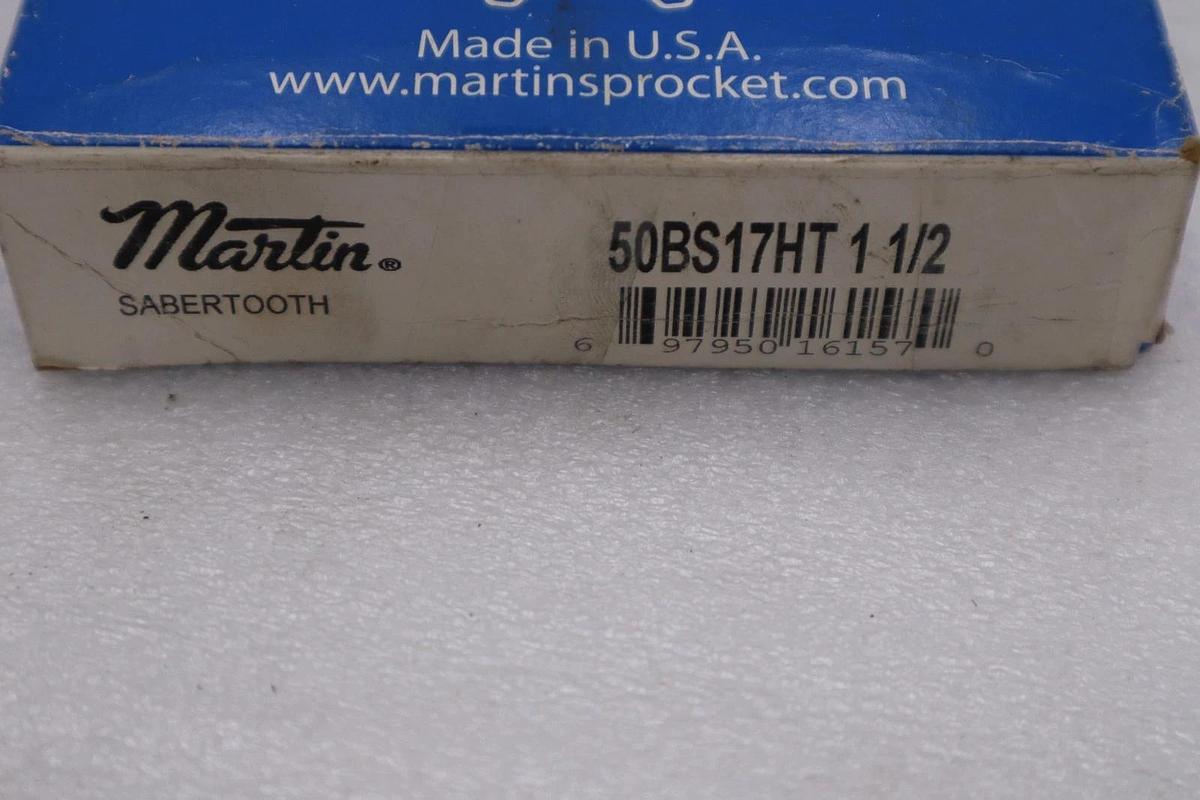 Made in U.S.A.
www.martinsprocket.com
Martin®
SABERTOOTH
50BS17HT 1 1/2
6 97950 16157 0